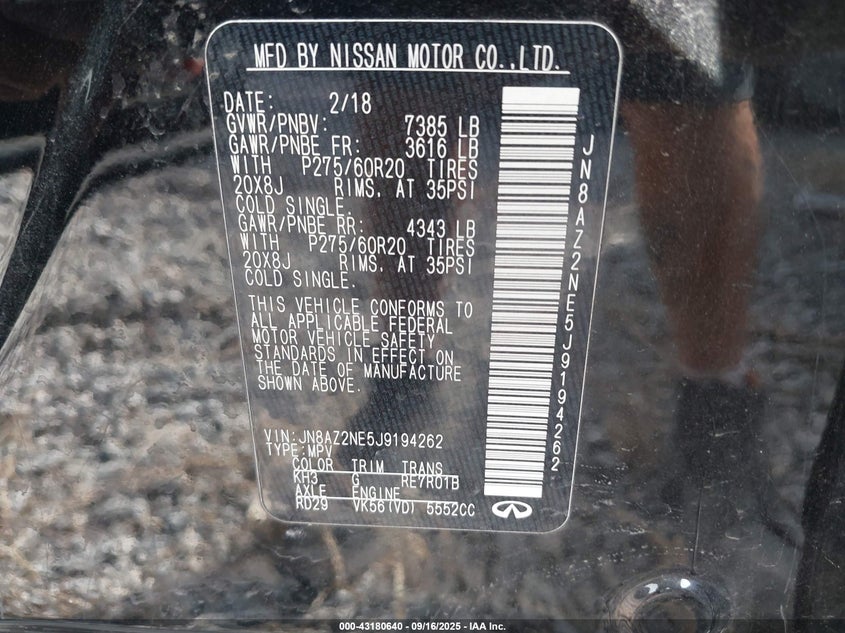 MFD BY NISSAN MOTOR CO.,LTD.
DATE: 2/18
GVWR/PNBV: 7385 LB
GAWR/PNBE FR: 3616 LB
WITH P275/60R20 TIRES
20X8J RIMS. AT 35PSI
COLD SINGLE.
GAWR/PNBE RR: 4343 LB
WITH P275/60R20 TIRES
20X8J RIMS. AT 35PSI
COLD SINGLE.
THIS VEHICLE CONFORMS TO
ALL APPLICABLE FEDERAL
MOTOR VEHICLE SAFETY
STANDARDS IN EFFECT ON
THE DATE OF MANUFACTURE
SHOWN ABOVE.
VIN:JN8AZ2NE5J9194262
TYPE:MPV
COLOR TRIM TRANS
KH3 G RE7R01B
AXLE ENGINE
RD29 VK56(VD) 5552CC
JN8AZ2NE5J9194262
000-43180640 - 09/16/2025 - IAA Inc.